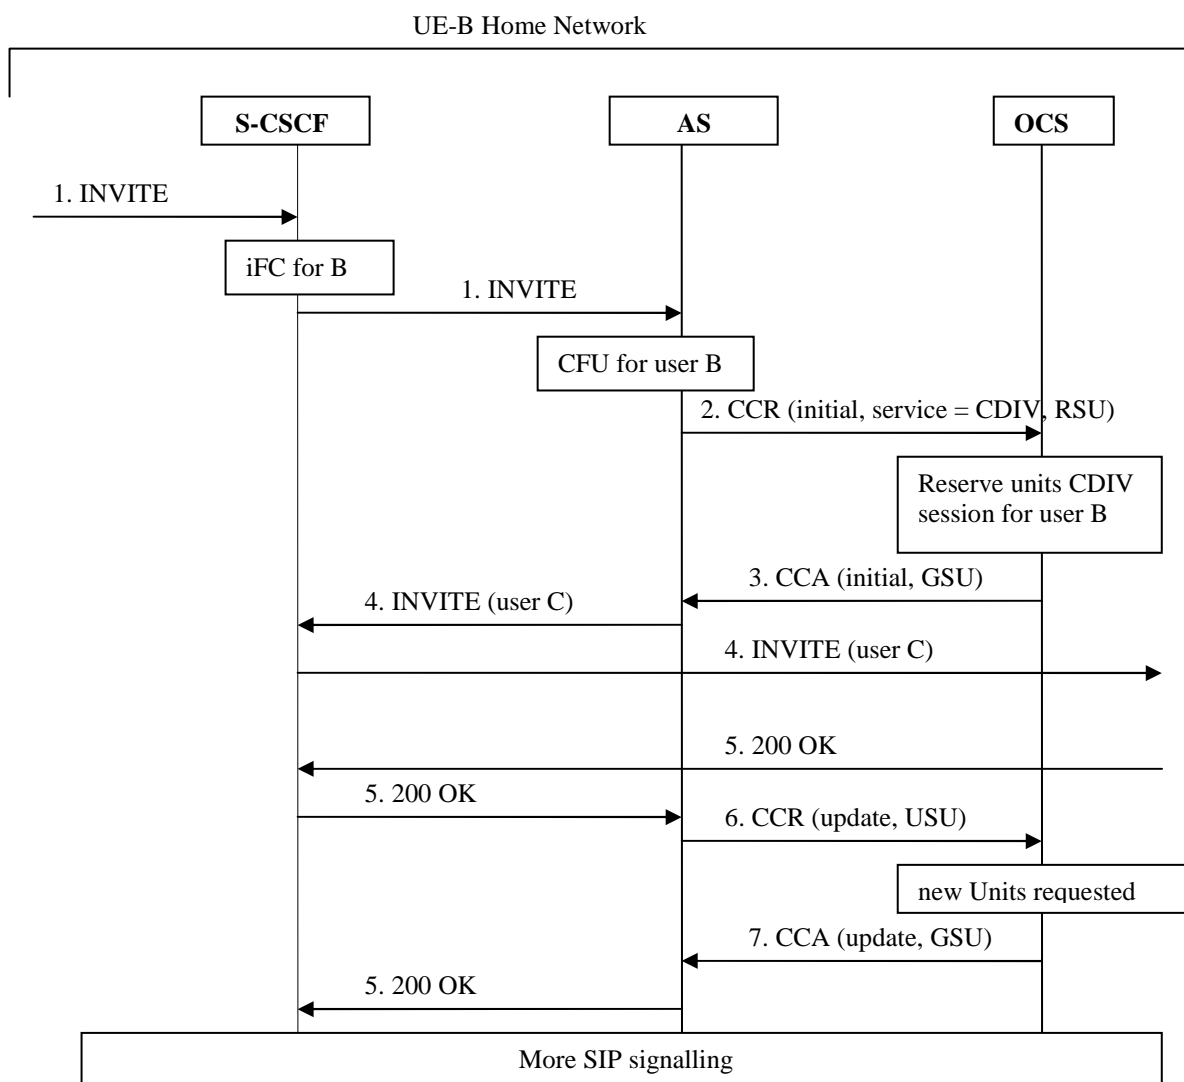 UE-B Home Network
S-CSCF
AS
OCS
1. INVITE
iFC for B
1. INVITE
CFU for user B
2. CCR (initial, service = CDIV, RSU)
Reserve units CDIV
session for user B
3. CCA (initial, GSU)
4. INVITE (user C)
4. INVITE (user C)
5. 200 OK
5. 200 OK
6. CCR (update, USU)
new Units requested
7. CCA (update, GSU)
5. 200 OK
More SIP signalling